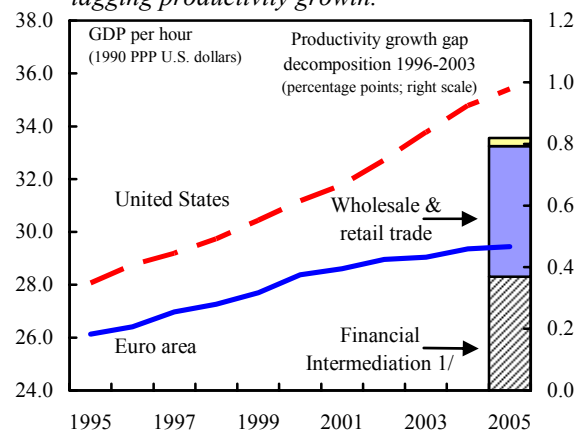 lagging productivity growth.
38.0
36.0
34.0
32.0
30.0
28.0
26.0
24.0
GDP per hour
(1990 PPP U.S. dollars)
Productivity growth gap
decomposition 1996-2003
(percentage points; right scale)
1.2
1.0
0.8
0.6
0.4
0.2
0.0
United States
Wholesale &
retail trade
Euro area
Financial
Intermediation 1/
1995 1997 1999 2001 2003 2005